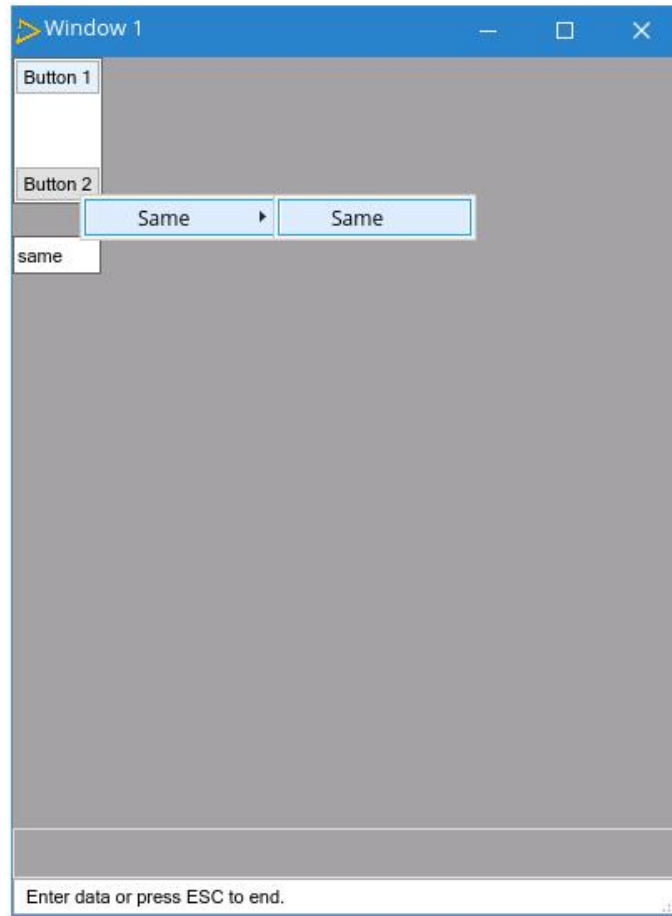 Window 1
Button 1
Button 2
Same Same
same
Enter data or press ESC to end.